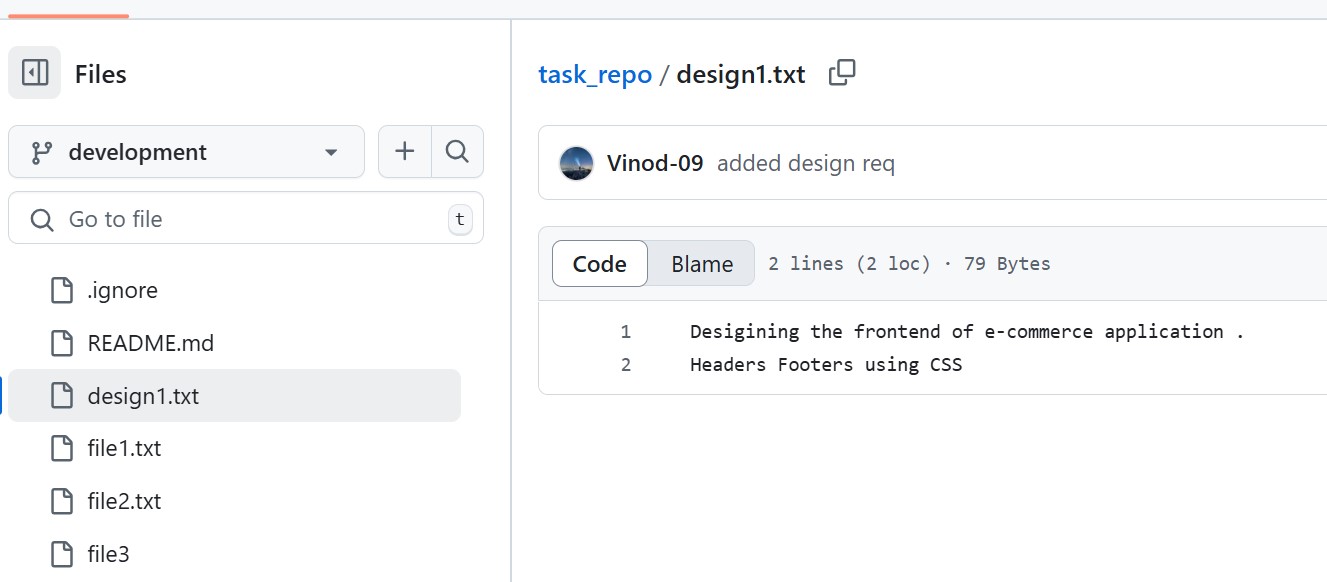 Files
development
Go to file
t
.ignore
README.md
design1.txt
file1.txt
file2.txt
file3
task_repo / design1.txt
Vinod-09 added design req
Code Blame 2 lines (2 loc) · 79 Bytes
1 Desigining the frontend of e-commerce application .
2 Headers Footers using CSS